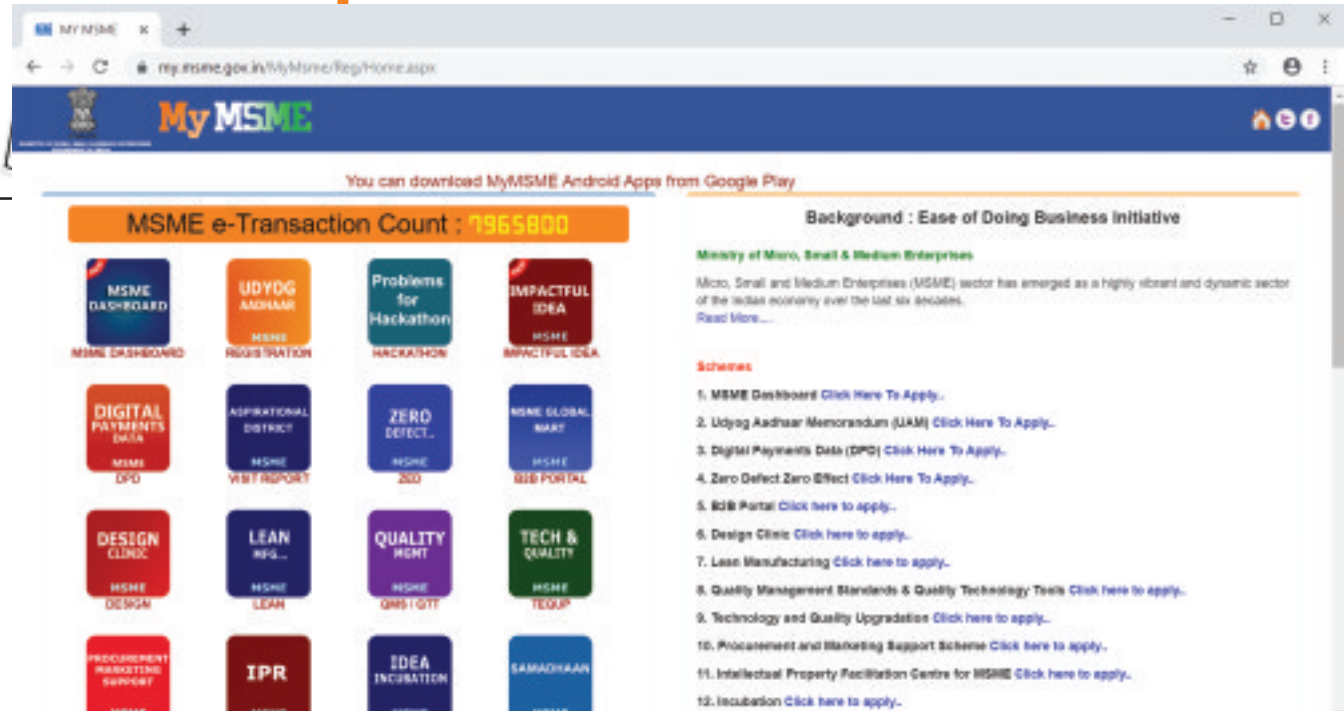 MY MSME
my.msme.gov.in/MyMsme/Reg/Home.aspx
My MSME
You can download MyMSME Android Apps from Google Play
MSME e-Transaction Count : 7965800
MSME
DASHBOARD
MSME DASHBOARD
UDYOG
AADHAAR
MSME
REGISTRATION
Problems
for
Hackathon
HACKATHON
IMPACTFUL
IDEA
MSME
IMPACTFUL IDEA
DIGITAL
PAYMENTS
DATA
MSME
DPD
ASPIRATIONAL
DISTRICT
MSME
VISIT REPORT
ZERO
DEFECT..
MSME
ZED
MSME GLOBAL
MART
MSME
B2B PORTAL
DESIGN
CLINIC
MSME
DESIGN
LEAN
MFG...
MSME
LEAN
QUALITY
MGMT
MSME
QMS / QTT
TECH &
QUALITY
MSME
TEQUP
PROCUREMENT
MARKETING
SUPPORT
MSME
IPR
MSME
IDEA
INCUBATION
MSME
SAMADHAAN
MSME
Background : Ease of Doing Business Initiative
Ministry of Micro, Small & Medium Enterprises
Micro, Small and Medium Enterprises (MSME) sector has emerged as a highly vibrant and dynamic sector
of the Indian economy over the last six decades.
Read More....
Schemes
1. MSME Dashboard Click Here To Apply..
2. Udyog Aadhaar Memorandum (UAM) Click Here To Apply..
3. Digital Payments Data (DPD) Click Here To Apply..
4. Zero Defect Zero Effect Click Here To Apply..
5. B2B Portal Click here to apply..
6. Design Clinic Click here to apply..
7. Lean Manufacturing Click here to apply..
8. Quality Management Standards & Quality Technology Tools Click here to apply..
9. Technology and Quality Upgradation Click here to apply..
10. Procurement and Marketing Support Scheme Click here to apply..
11. Intellectual Property Facilitation Centre for MSME Click here to apply..
12. Incubation Click here to apply..